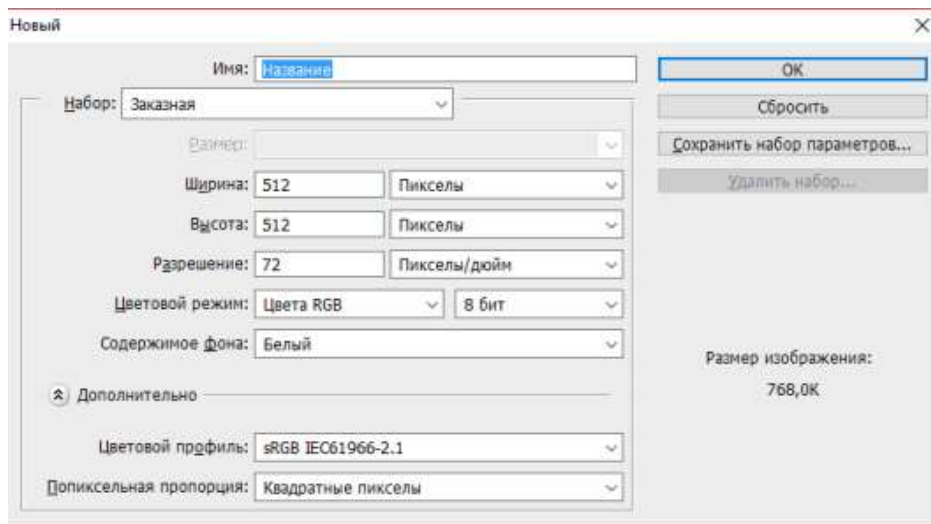 Новый
Имя: Название
OK
Набор: Заказная
Сбросить
Размер:
Сохранить набор параметров...
Ширина: 512 Пикселы
Удалить набор...
Высота: 512 Пикселы
Разрешение: 72 Пикселы/дюйм
Цветовой режим: Цвета RGB 8 бит
Содержимое фона: Белый
Размер изображения:
768,0K
Дополнительно
Цветовой профиль: sRGB IEC61966-2.1
Попиксельная пропорция: Квадратные пикселы